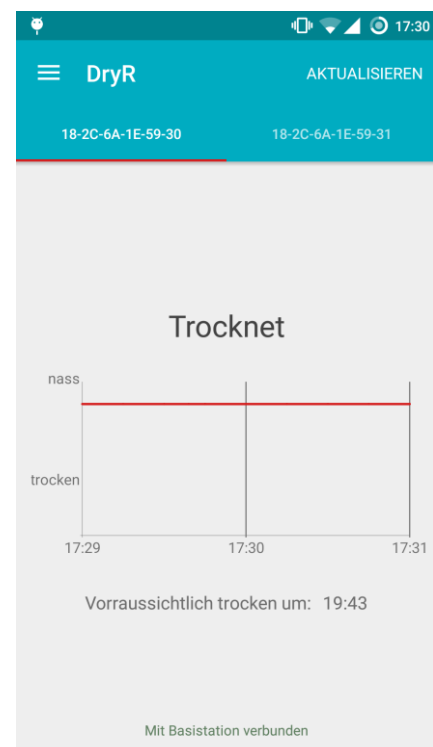 17:30
DryR
AKTUALISIEREN
18-2C-6A-1E-59-30
18-2C-6A-1E-59-31
Trocknet
nass
trocken
17:29 17:30 17:31
Vorraussichtlich trocken um: 19:43
Mit Basistation verbunden